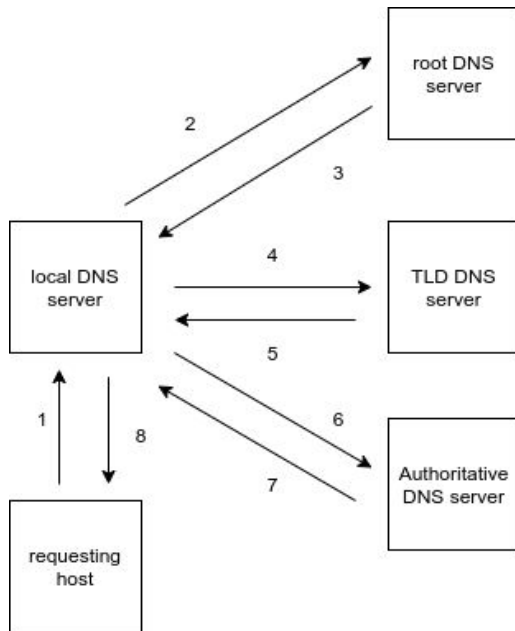 root DNS
server
2
3
local DNS
server
4
TLD DNS
server
5
6
1
8
7
Authoritative
DNS server
requesting
host